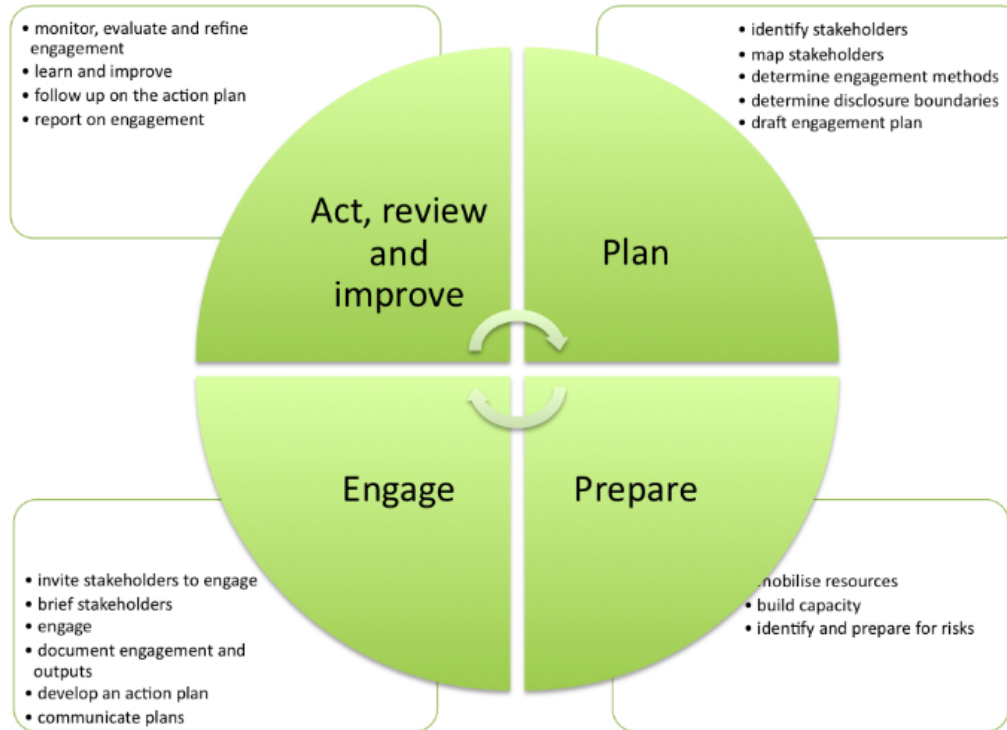 • monitor, evaluate and refine
engagement
• learn and improve
• follow up on the action plan
• report on engagement
• identify stakeholders
• map stakeholders
• determine engagement methods
• determine disclosure boundaries
• draft engagement plan
Act, review
and
improve
Plan
Engage
Prepare
• invite stakeholders to engage
• brief stakeholders
• engage
• document engagement and
outputs
• develop an action plan
• communicate plans
mobilise resources
• build capacity
• identify and prepare for risks